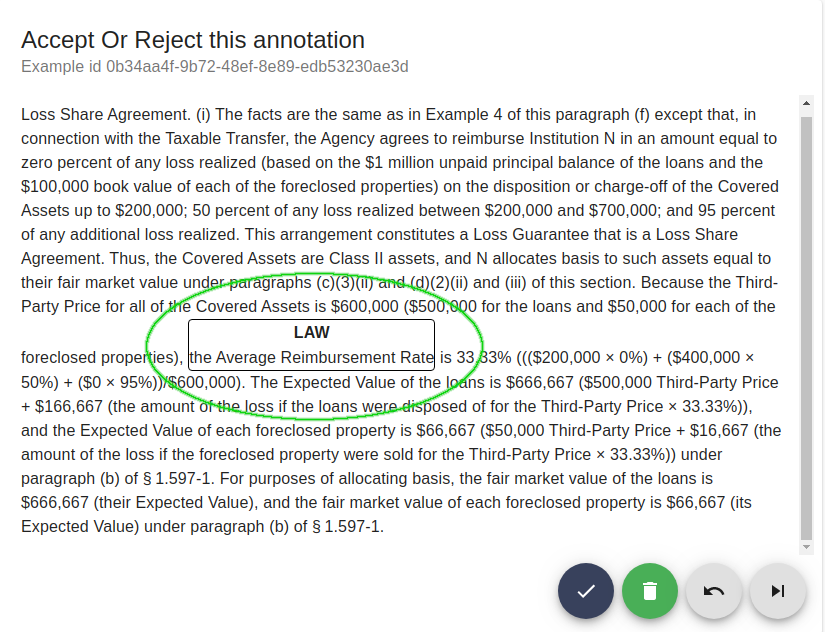 Accept Or Reject this annotation
Example id 0b34aa4f-9b72-48ef-8e89-edb53230ae3d
Loss Share Agreement. (i) The facts are the same as in Example 4 of this paragraph (f) except that, in
connection with the Taxable Transfer, the Agency agrees to reimburse Institution N in an amount equal to
zero percent of any loss realized (based on the $1 million unpaid principal balance of the loans and the
$100,000 book value of each of the foreclosed properties) on the disposition or charge-off of the Covered
Assets up to $200,000; 50 percent of any loss realized between $200,000 and $700,000; and 95 percent
of any additional loss realized. This arrangement constitutes a Loss Guarantee that is a Loss Share
Agreement. Thus, the Covered Assets are Class II assets, and N allocates basis to such assets equal to
their fair market value under paragraphs (c)(3)(ii) and (d)(2)(ii) and (iii) of this section. Because the Third-
Party Price for all of the Covered Assets is $600,000 ($500,000 for the loans and $50,000 for each of the
LAW
foreclosed properties), the Average Reimbursement Rate is 33.33% ((($200,000 × 0%) + ($400,000 ×
50%) + ($0 × 95%))/$600,000). The Expected Value of the loans is $666,667 ($500,000 Third-Party Price
+ $166,667 (the amount of the loss if the loans were disposed of for the Third-Party Price × 33.33%)),
and the Expected Value of each foreclosed property is $66,667 ($50,000 Third-Party Price + $16,667 (the
amount of the loss if the foreclosed property were sold for the Third-Party Price × 33.33%)) under
paragraph (b) of § 1.597-1. For purposes of allocating basis, the fair market value of the loans is
$666,667 (their Expected Value), and the fair market value of each foreclosed property is $66,667 (its
Expected Value) under paragraph (b) of § 1.597-1.